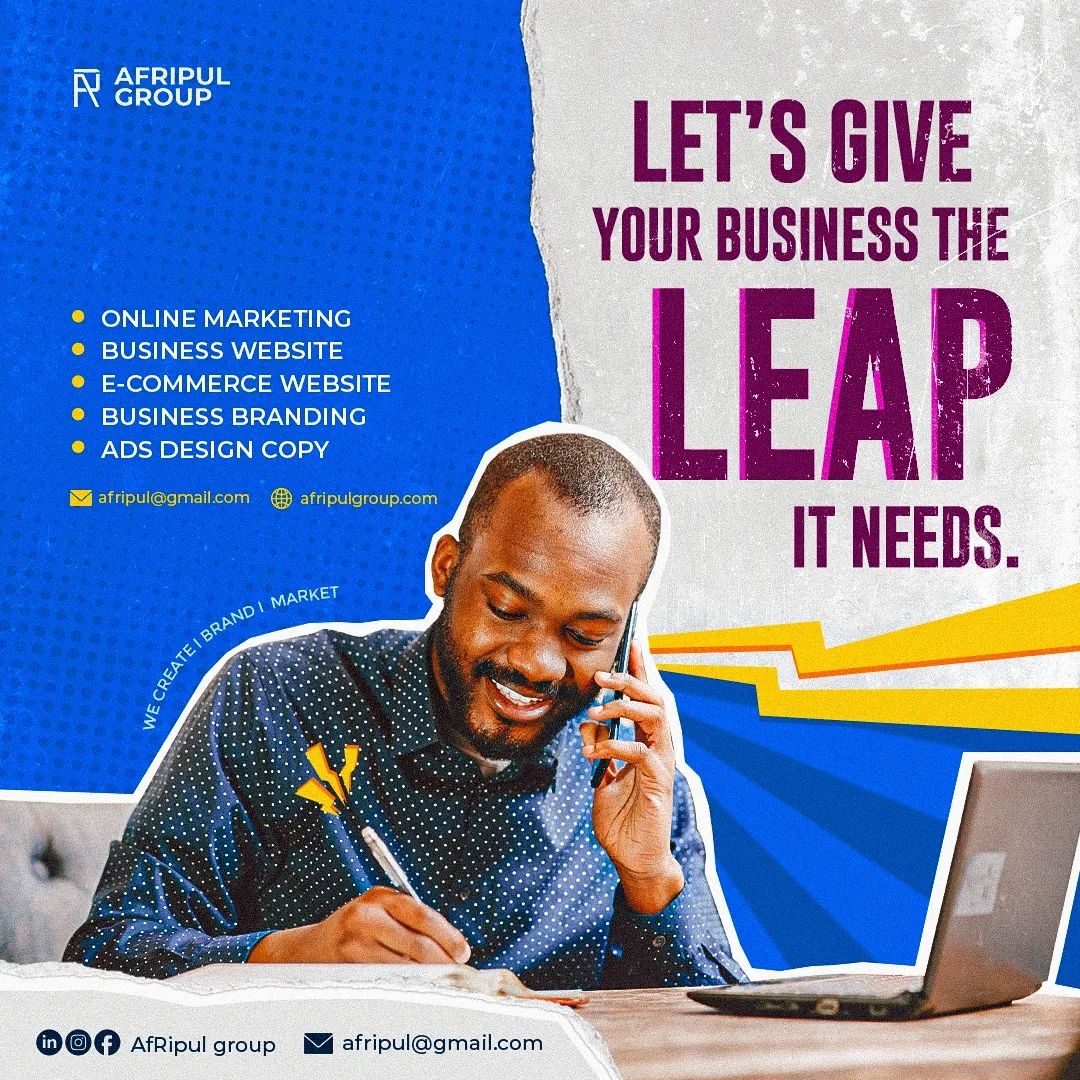 AFRIPUL
GROUP
LET'S GIVE
YOUR BUSINESS THE
LEAP
IT NEEDS.
ONLINE MARKETING
BUSINESS WEBSITE
E-COMMERCE WEBSITE
BUSINESS BRANDING
ADS DESIGN COPY
afripul@gmail.com afripulgroup.com
WE CREATE | BRAND | MARKET
AfRipul group afripul@gmail.com